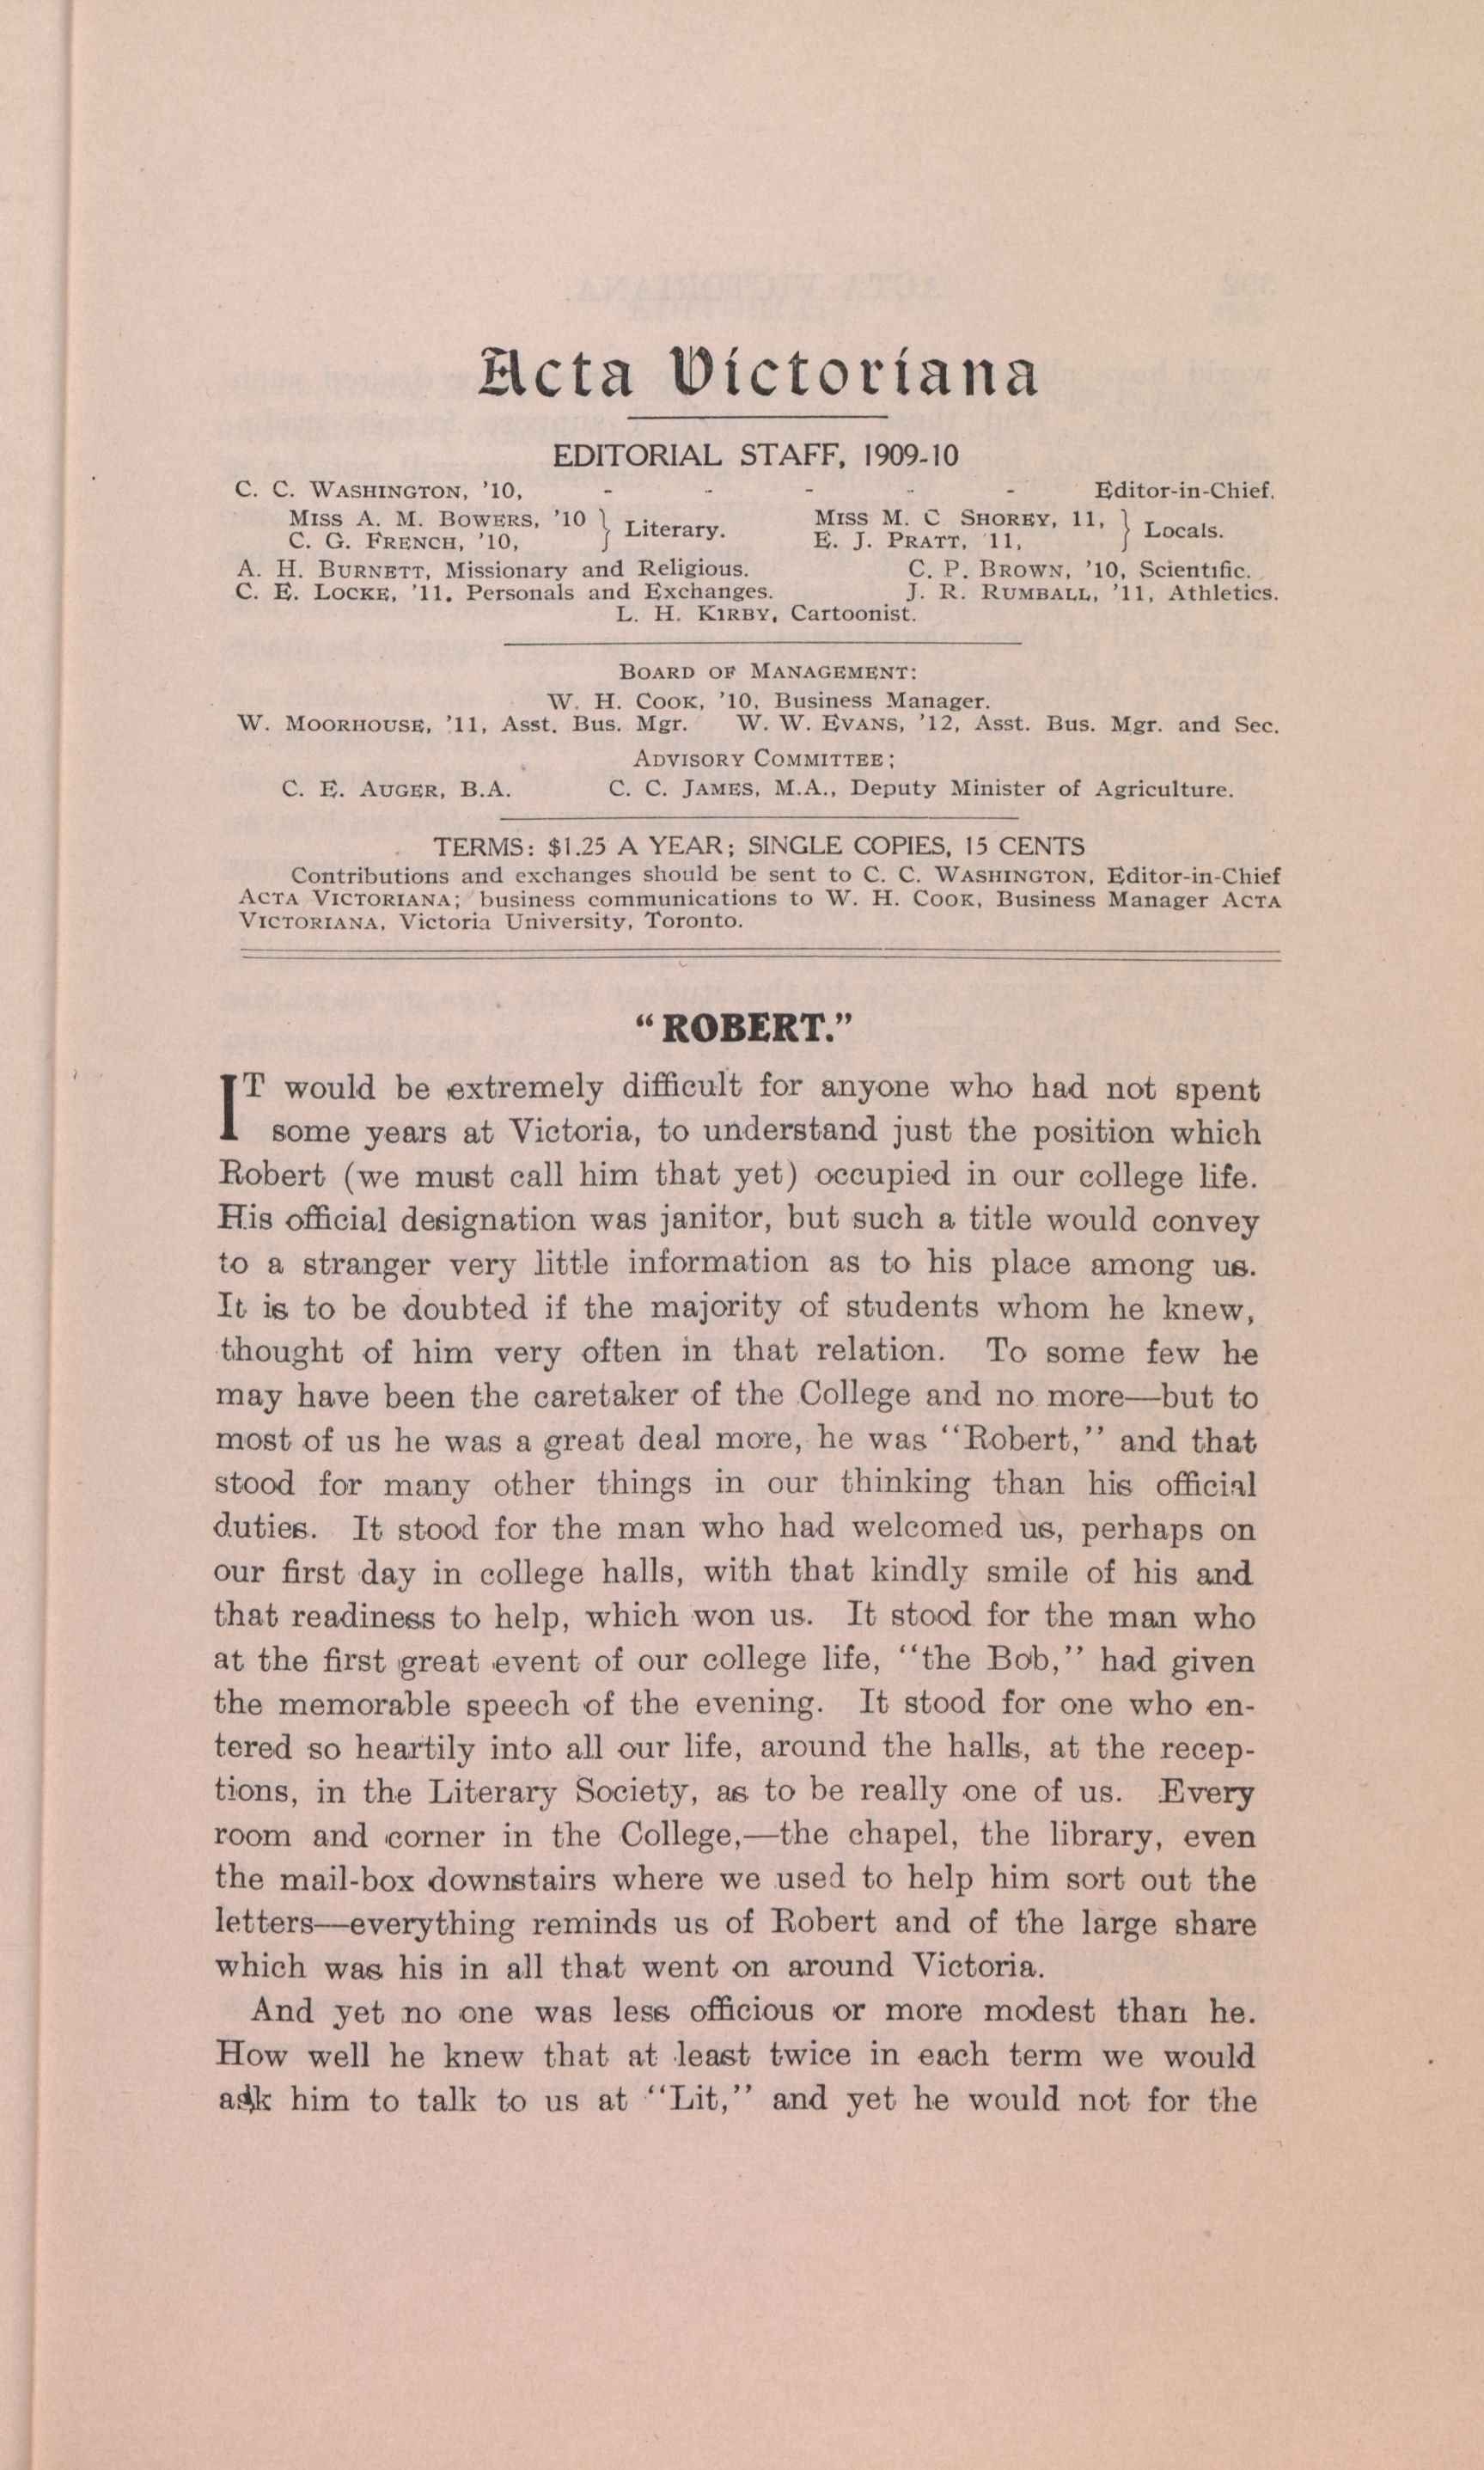 Acta Victoriana
EDITORIAL STAFF, 1909-10
C. C. WASHINGTON, '10, - - - - - Editor-in-Chief.
MISS A. M. BOWERS, '10 } Literary. MISS M. C SHOREY, 11, } Locals.
C. G. FRENCH, '10, E. J. PRATT, '11,
A. H. BURNETT, Missionary and Religious. C. P. BROWN, '10, Scientific.
C. E. LOCKE, '11. Personals and Exchanges. J. R. RUMBALL, '11, Athletics.
L. H. KIRBY, Cartoonist.
BOARD OF MANAGEMENT:
W. H. COOK, '10, Business Manager.
W. MOORHOUSE, '11, Asst. Bus. Mgr. W. W. EVANS, '12, Asst. Bus. Mgr. and Sec.
ADVISORY COMMITTEE;
C. E. AUGER, B.A. C. C. JAMES, M.A., Deputy Minister of Agriculture.
TERMS: $1.25 A YEAR; SINGLE COPIES, 15 CENTS
Contributions and exchanges should be sent to C. C. WASHINGTON, Editor-in-Chief
ACTA VICTORIANA; business communications to W. H. COOK, Business Manager ACTA
VICTORIANA, Victoria University, Toronto.
"ROBERT."
IT would be extremely difficult for anyone who had not spent
some years at Victoria, to understand just the position which
Robert (we must call him that yet) occupied in our college life.
His official designation was janitor, but such a title would convey
to a stranger very little information as to his place among us.
It is to be doubted if the majority of students whom he knew,
thought of him very often in that relation. To some few he
may have been the caretaker of the College and no more—but to
most of us he was a great deal more, he was "Robert," and that
stood for many other things in our thinking than his official
duties. It stood for the man who had welcomed us, perhaps on
our first day in college halls, with that kindly smile of his and
that readiness to help, which won us. It stood for the man who
at the first great event of our college life, "the Bob," had given
the memorable speech of the evening. It stood for one who en-
tered so heartily into all our life, around the halls, at the recep-
tions, in the Literary Society, as to be really one of us. Every
room and corner in the College,—the chapel, the library, even
the mail-box downstairs where we used to help him sort out the
letters—everything reminds us of Robert and of the large share
which was his in all that went on around Victoria.
And yet no one was less officious or more modest than he.
How well he knew that at least twice in each term we would
ask him to talk to us at "Lit," and yet he would not for the